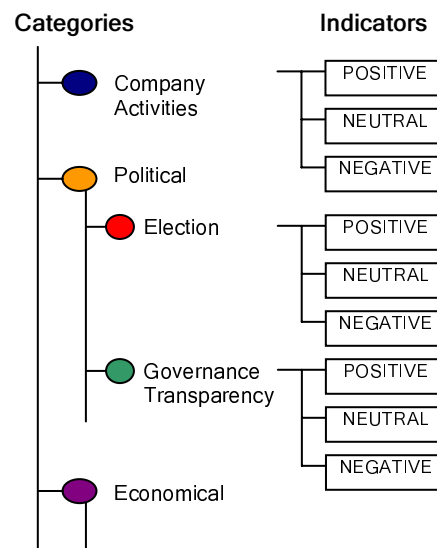 Categories
Indicators
Company
Activities
POSITIVE
NEUTRAL
NEGATIVE
Political
Election
POSITIVE
NEUTRAL
NEGATIVE
Governance
Transparency
POSITIVE
NEUTRAL
NEGATIVE
Economical